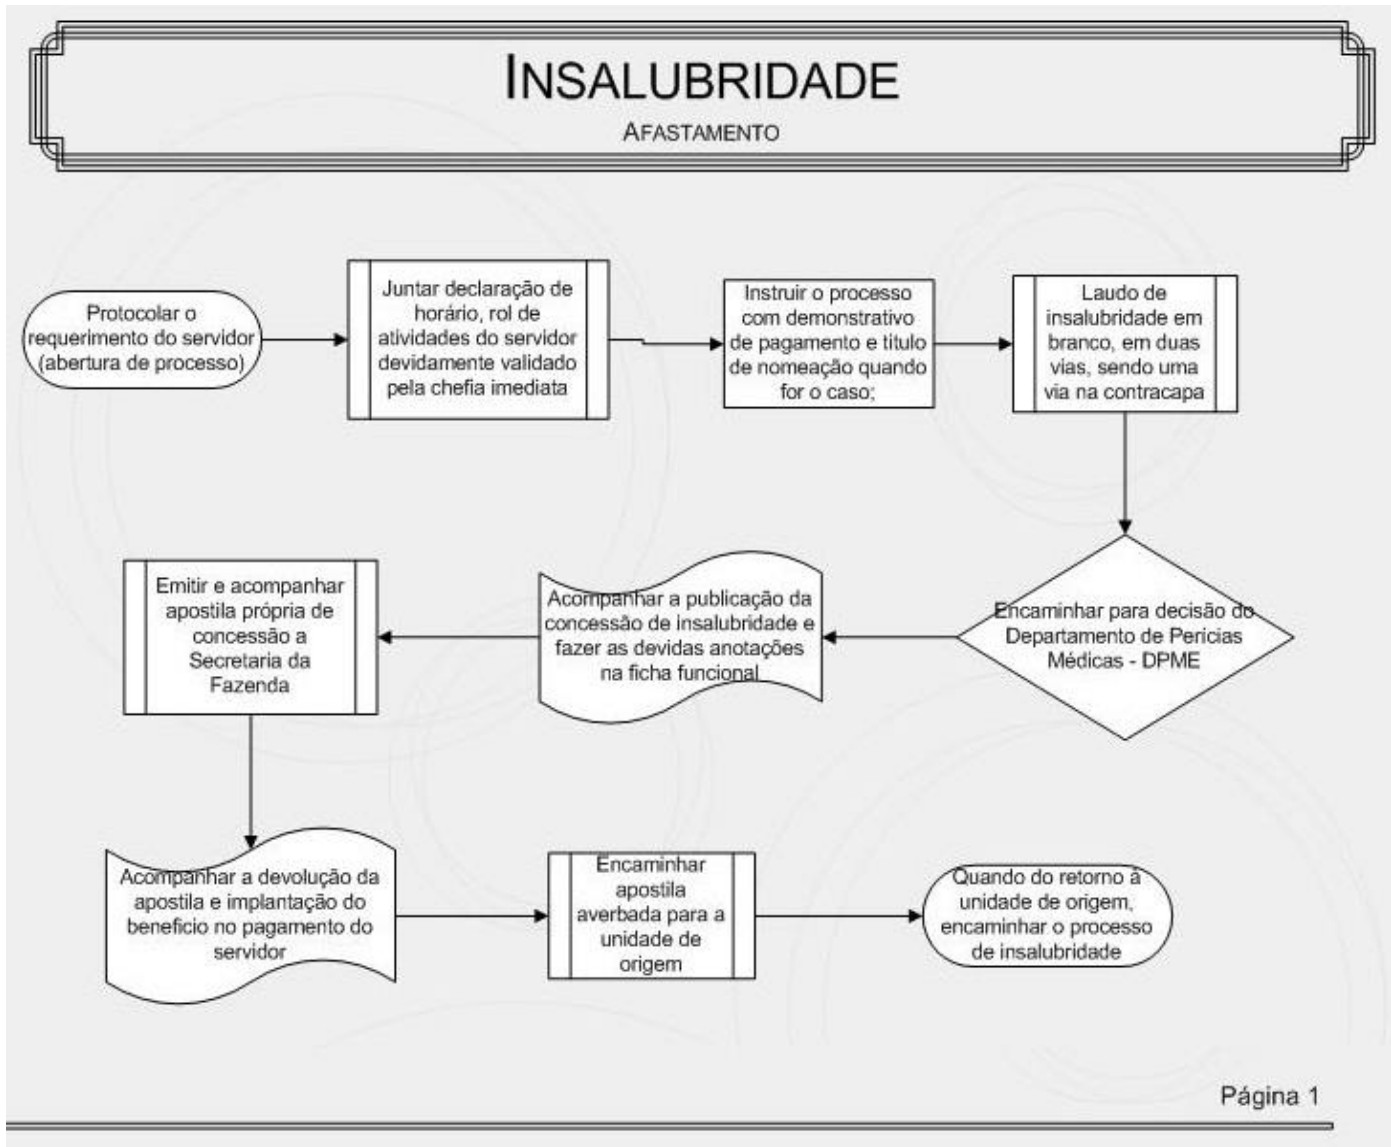 INSALUBRIDADE
AFASTAMENTO
Protocolar o
requerimento do servidor
(abertura de processo)
Juntar declaração de
horário, rol de
atividades do servidor
devidamente validado
pela chefia imediata
Instruir o processo
com demonstrativo
de pagamento e titulo
de nomeação quando
for o caso;
Laudo de
insalubridade em
branco, em duas
vias, sendo uma
via na contracapa
Encaminhar para decisão do
Departamento de Perícias
Médicas - DPME
Acompanhar a publicação da
concessão de insalubridade e
fazer as devidas anotações
na ficha funcional
Emitir e acompanhar
apostila própria de
concessão a
Secretaria da
Fazenda
Acompanhar a devolução da
apostila e implantação do
beneficio no pagamento do
servidor
Encaminhar
apostila
averbada para a
unidade de
origem
Quando do retorno à
unidade de origem,
encaminhar o processo
de insalubridade
Página 1